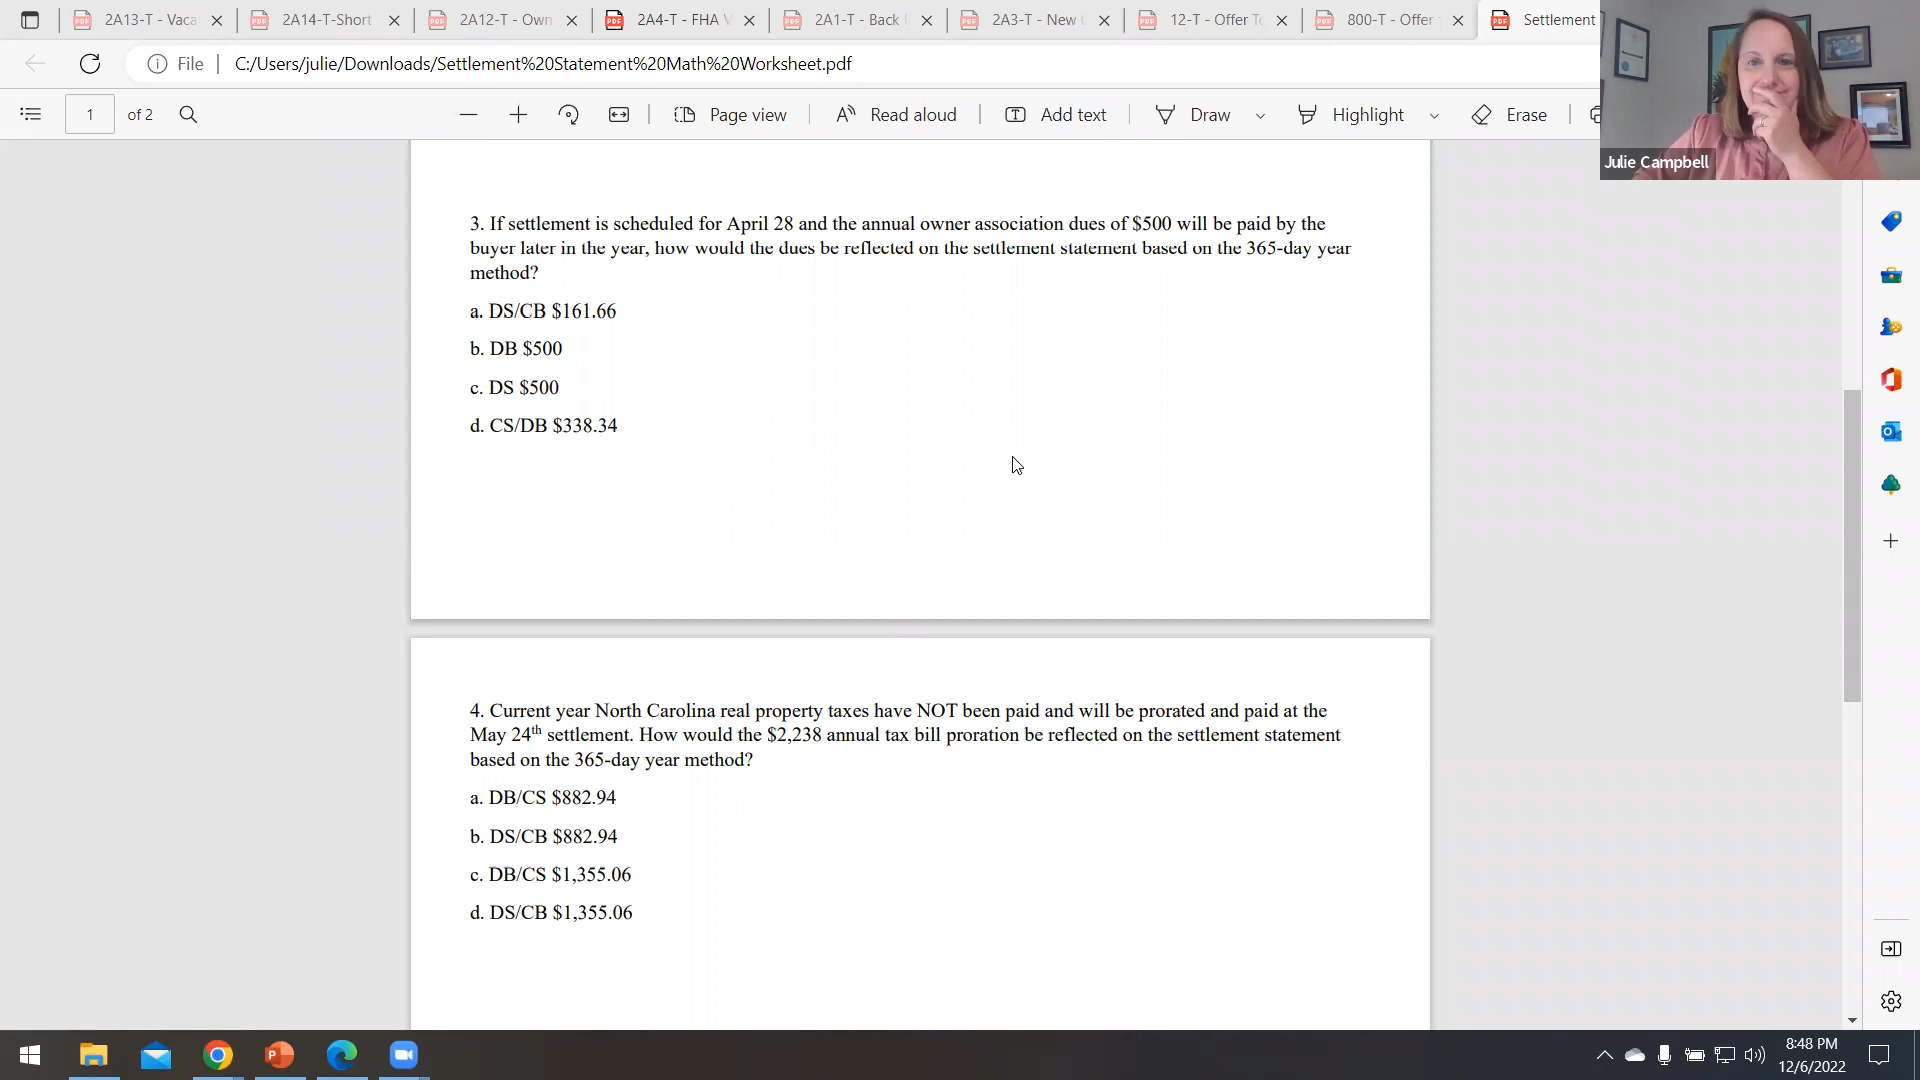 2A13-T - Vaca
2A14-T-Short
2A12-T - Own
2A4-T - FHA V
2A1-T - Back
2A3-T - New
12-T - Offer To
800-T - Offer
Settlement
File
C:/Users/julie/Downloads/Settlement%20Statement%20Math%20Worksheet.pdf
1 of 2
Page view
Read aloud
Add text
Draw
Highlight
Erase
Julie Campbell
3. If settlement is scheduled for April 28 and the annual owner association dues of $500 will be paid by the
buyer later in the year, how would the dues be reflected on the settlement statement based on the 365-day year
method?
a. DS/CB $161.66
b. DB $500
c. DS $500
d. CS/DB $338.34
4. Current year North Carolina real property taxes have NOT been paid and will be prorated and paid at the
May 24th settlement. How would the $2,238 annual tax bill proration be reflected on the settlement statement
based on the 365-day year method?
a. DB/CS $882.94
b. DS/CB $882.94
c. DB/CS $1,355.06
d. DS/CB $1,355.06
8:48 PM
12/6/2022